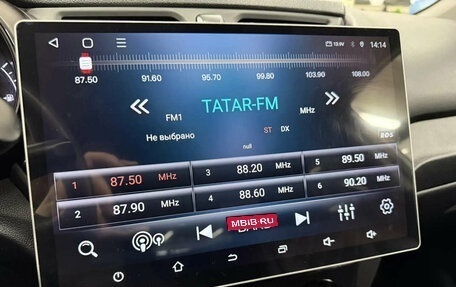 13.9V 14:14
87.50 91.60 95.70 99.80 103.90 108.00
TATAR-FM
FM1 MHz
Не выбрано ST DX
RDS
null
1 87.50 MHz 3 88.20 MHz 5 89.50 MHz
2 87.90 MHz 4 88.60 MHz 6 90.20 MHz
MBIB.RU